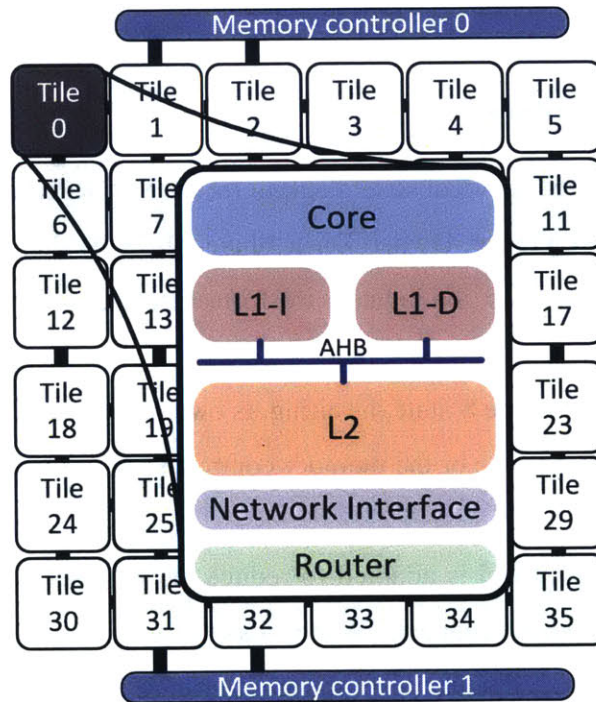 Memory controller 0
Tile
0
Tile
1
Tile
2
Tile
3
Tile
4
Tile
5
Tile
6
Tile
7
Tile
11
Core
L1-I
L1-D
AHB
Tile
12
Tile
13
Tile
17
L2
Tile
18
Tile
19
Tile
23
Tile
24
Tile
25
Tile
29
Network Interface
Router
Tile
30
Tile
31
32
33
34
Tile
35
Memory controller 1